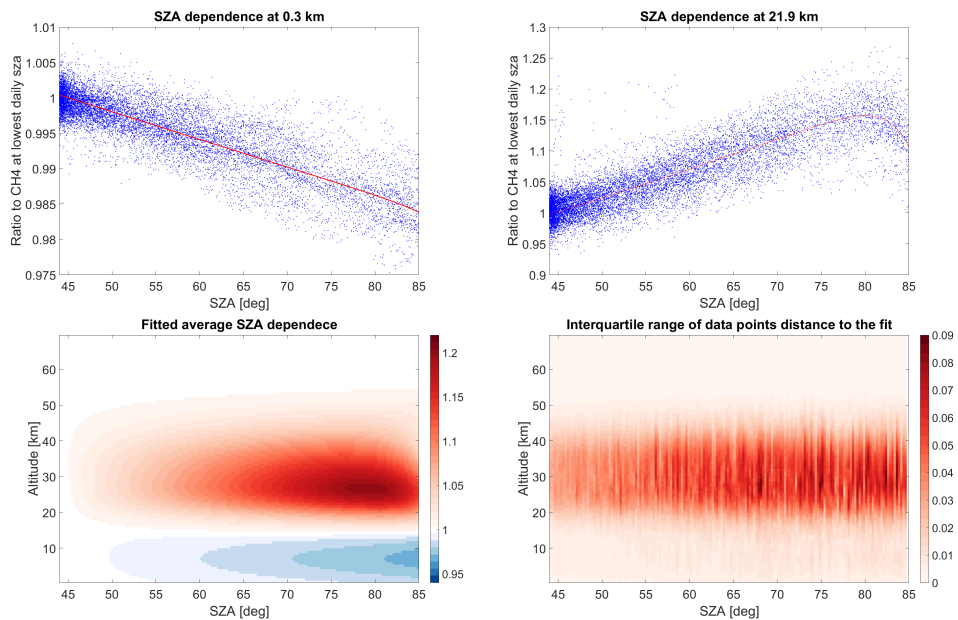 SZA dependence at 0.3 km
Ratio to CH4 at lowest daily sza
1.01
1.005
1
0.995
0.99
0.985
0.98
0.975
45 50 55 60 65 70 75 80 85
SZA [deg]
SZA dependence at 21.9 km
Ratio to CH4 at lowest daily sza
1.3
1.25
1.2
1.15
1.1
1.05
1
0.95
0.9
45 50 55 60 65 70 75 80 85
SZA [deg]
Fitted average SZA dependece
Altitude [km]
60
50
40
30
20
10
45 50 55 60 65 70 75 80 85
SZA [deg]
1.2
1.15
1.1
1.05
1
0.95
Interquartile range of data points distance to the fit
Altitude [km]
60
50
40
30
20
10
45 50 55 60 65 70 75 80 85
SZA [deg]
0.09
0.08
0.07
0.06
0.05
0.04
0.03
0.02
0.01
0